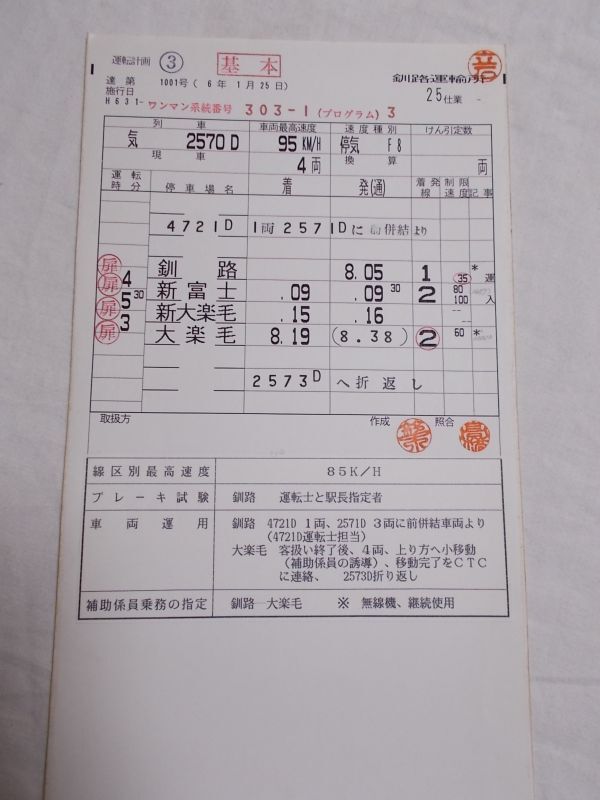 運転計画 ③ 基本
達 第 1001号 ( 6 年 1 月 25 日) 釧路運輸所
施行日 25仕業
H631- ワンマン系統番号 303-1 (プログラム) 3
列 車 車両最高速度 速度種別 けん引定数
気 2570 D 95 KM/H 停気 F8
現 車 4 両 換 算 両
運転時分 停車場名 着 発(通) 着発線 制限速度 記事
4721D 1両 2571Dに前併結より
扉 釧 路 8.05 1 35 * 運
扉 4 新富士 .09 .09 30 2 80 100 入
扉 5 30 新大楽毛 .15 .16
扉 3 大楽毛 8.19 (8.38) 2 60 *
2573D へ折返し
取扱方 作成 照合
線区別最高速度 85K/H
ブレーキ試験 釧路 運転士と駅長指定者
車両運用 釧路 4721D 1両、2571D 3両に前併結車両より
(4721D運転士担当)
大楽毛 客扱い終了後、4両、上り方へ小移動
(補助係員の誘導)、移動完了をCTC
に連絡、 2573D折り返し
補助係員乗務の指定 釧路―大楽毛 ※ 無線機、継続使用